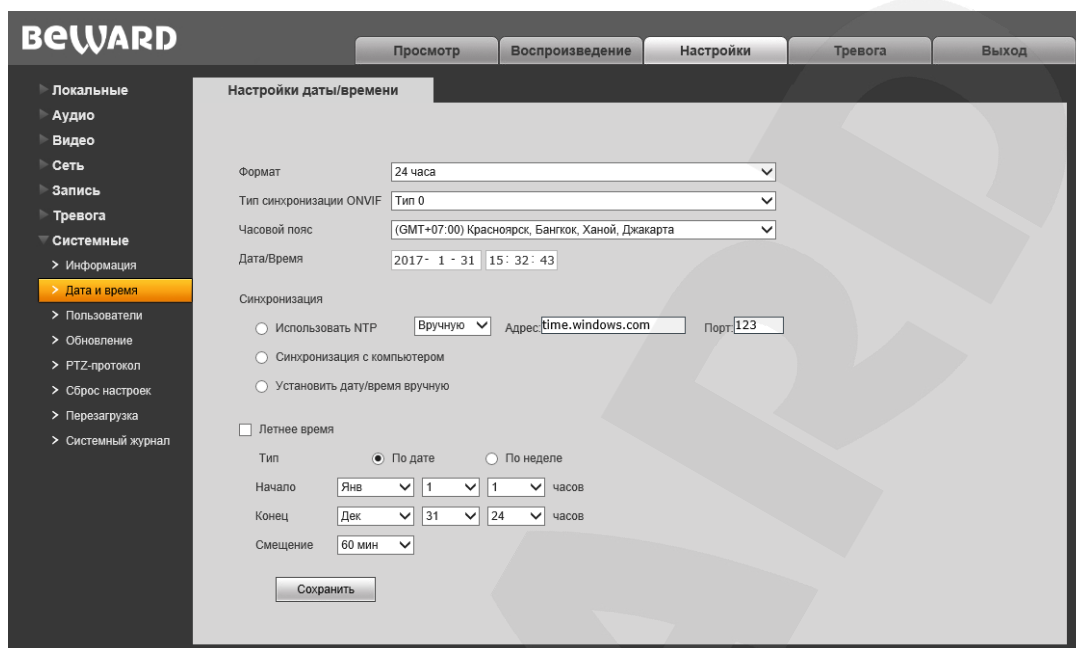 BEWARD
Просмотр Воспроизведение Настройки Тревога Выход
Локальные
Аудио
Видео
Сеть
Запись
Тревога
Системные
Информация
Дата и время
Пользователи
Обновление
PTZ-протокол
Сброс настроек
Перезагрузка
Системный журнал
Настройки даты/времени
Формат 24 часа
Тип синхронизации ONVIF Тип 0
Часовой пояс (GMT+07:00) Красноярск, Бангкок, Ханой, Джакарта
Дата/Время 2017- 1 - 31 15: 32: 43
Синхронизация
Использовать NTP Вручную Адрес: time.windows.com Порт: 123
Синхронизация с компьютером
Установить дату/время вручную
Летнее время
Тип По дате По неделе
Начало Янв 1 1 часов
Конец Дек 31 24 часов
Смещение 60 мин
Сохранить